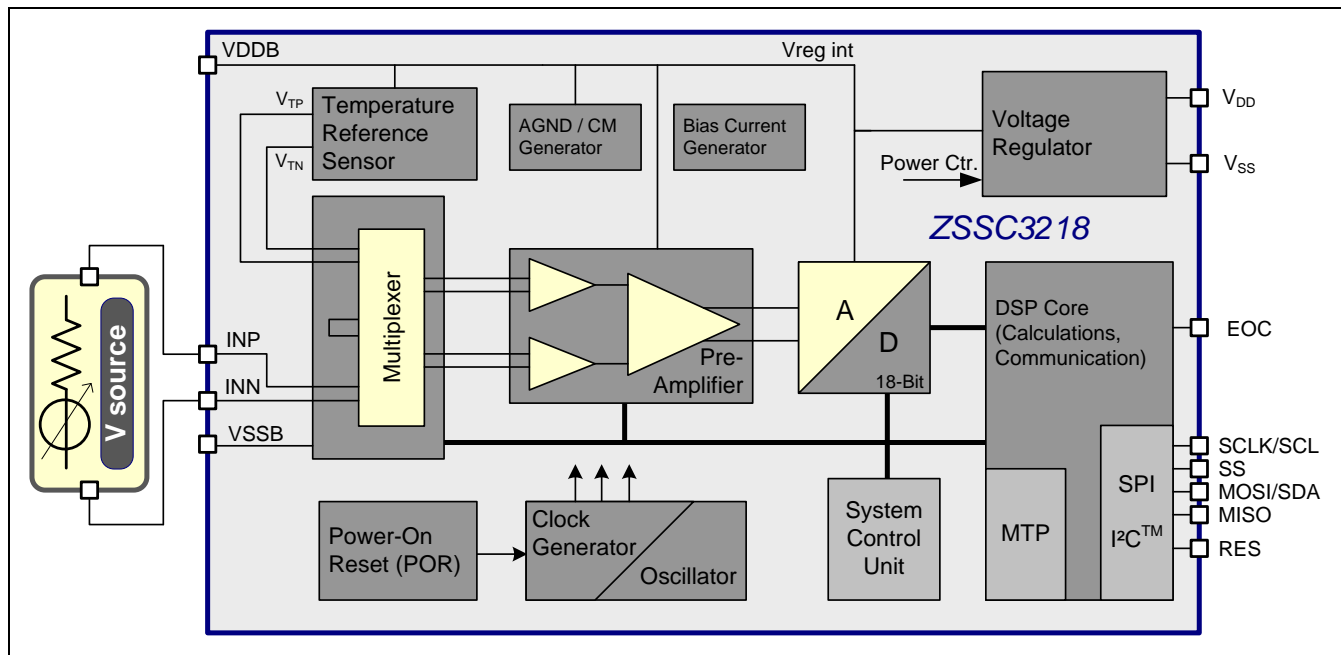 VDDB
Vreg int
VTP
Temperature
Reference
Sensor
VTN
AGND / CM
Generator
Bias Current
Generator
Voltage
Regulator
Power Ctr.
VDD
VSS
ZSSC3218
V source
INP
INN
VSSB
Multiplexer
Pre-
Amplifier
A
D
18-Bit
DSP Core
(Calculations,
Communication)
EOC
SCLK/SCL
SS
MOSI/SDA
MISO
RES
SPI
I²C™
MTP
Power-On
Reset (POR)
Clock
Generator
Oscillator
System
Control
Unit